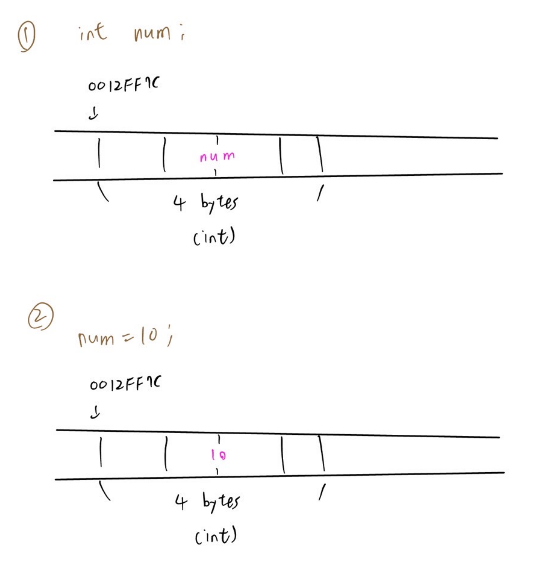 ① int num;
0012FF7C
↓
num
4 bytes
(int)
② num = 10;
0012FF7C
↓
10
4 bytes
(int)